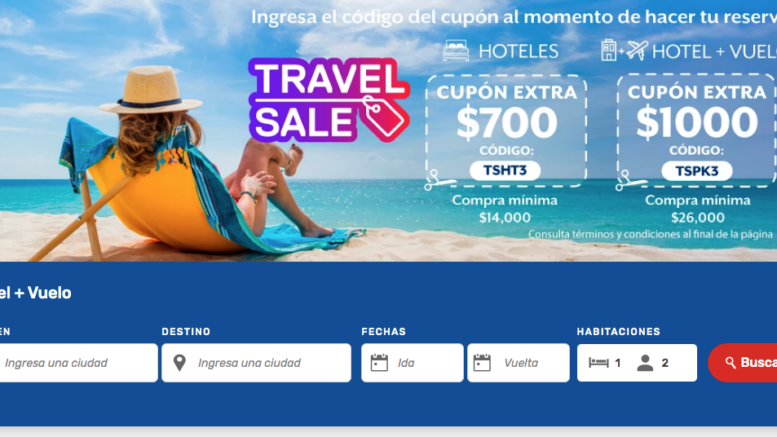 Ingresa el código del cupón al momento de hacer tu reserv
TRAVEL
SALE
HOTELES
CUPÓN EXTRA
$700
CÓDIGO:
TSHT3
Compra mínima
$14,000
HOTEL + VUEL
CUPÓN EXTRA
$1000
CÓDIGO:
TSPK3
Compra mínima
$26,000
Consulta términos y condiciones al final de la página
el + Vuelo
EN
Ingresa una ciudad
DESTINO
Ingresa una ciudad
FECHAS
Ida
Vuelta
HABITACIONES
1 2
Busca